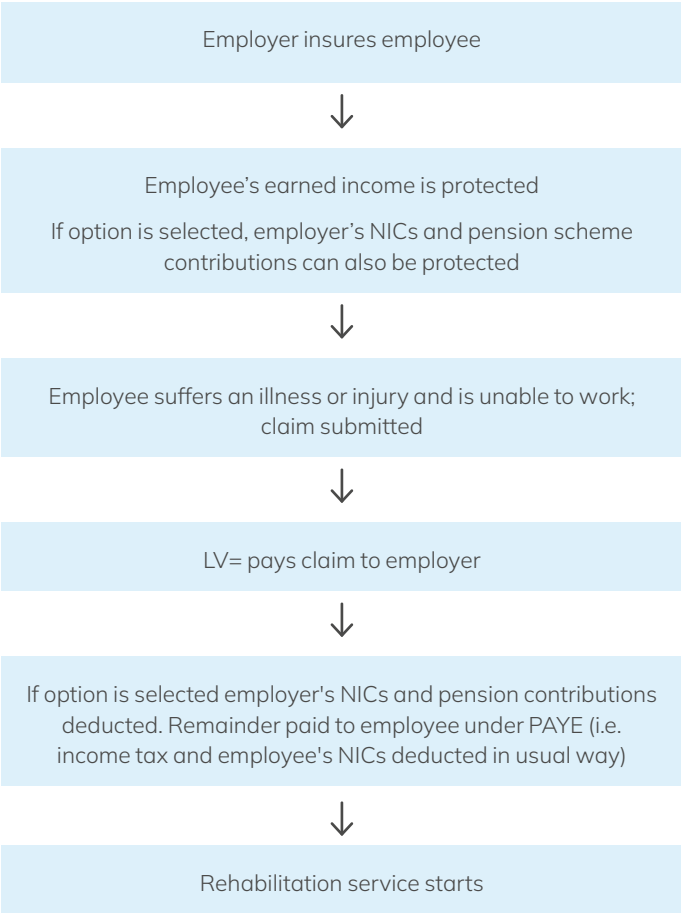 Employer insures employee
Employee’s earned income is protected
If option is selected, employer’s NICs and pension scheme
contributions can also be protected
Employee suffers an illness or injury and is unable to work;
claim submitted
LV= pays claim to employer
If option is selected employer's NICs and pension contributions
deducted. Remainder paid to employee under PAYE (i.e.
income tax and employee's NICs deducted in usual way)
Rehabilitation service starts